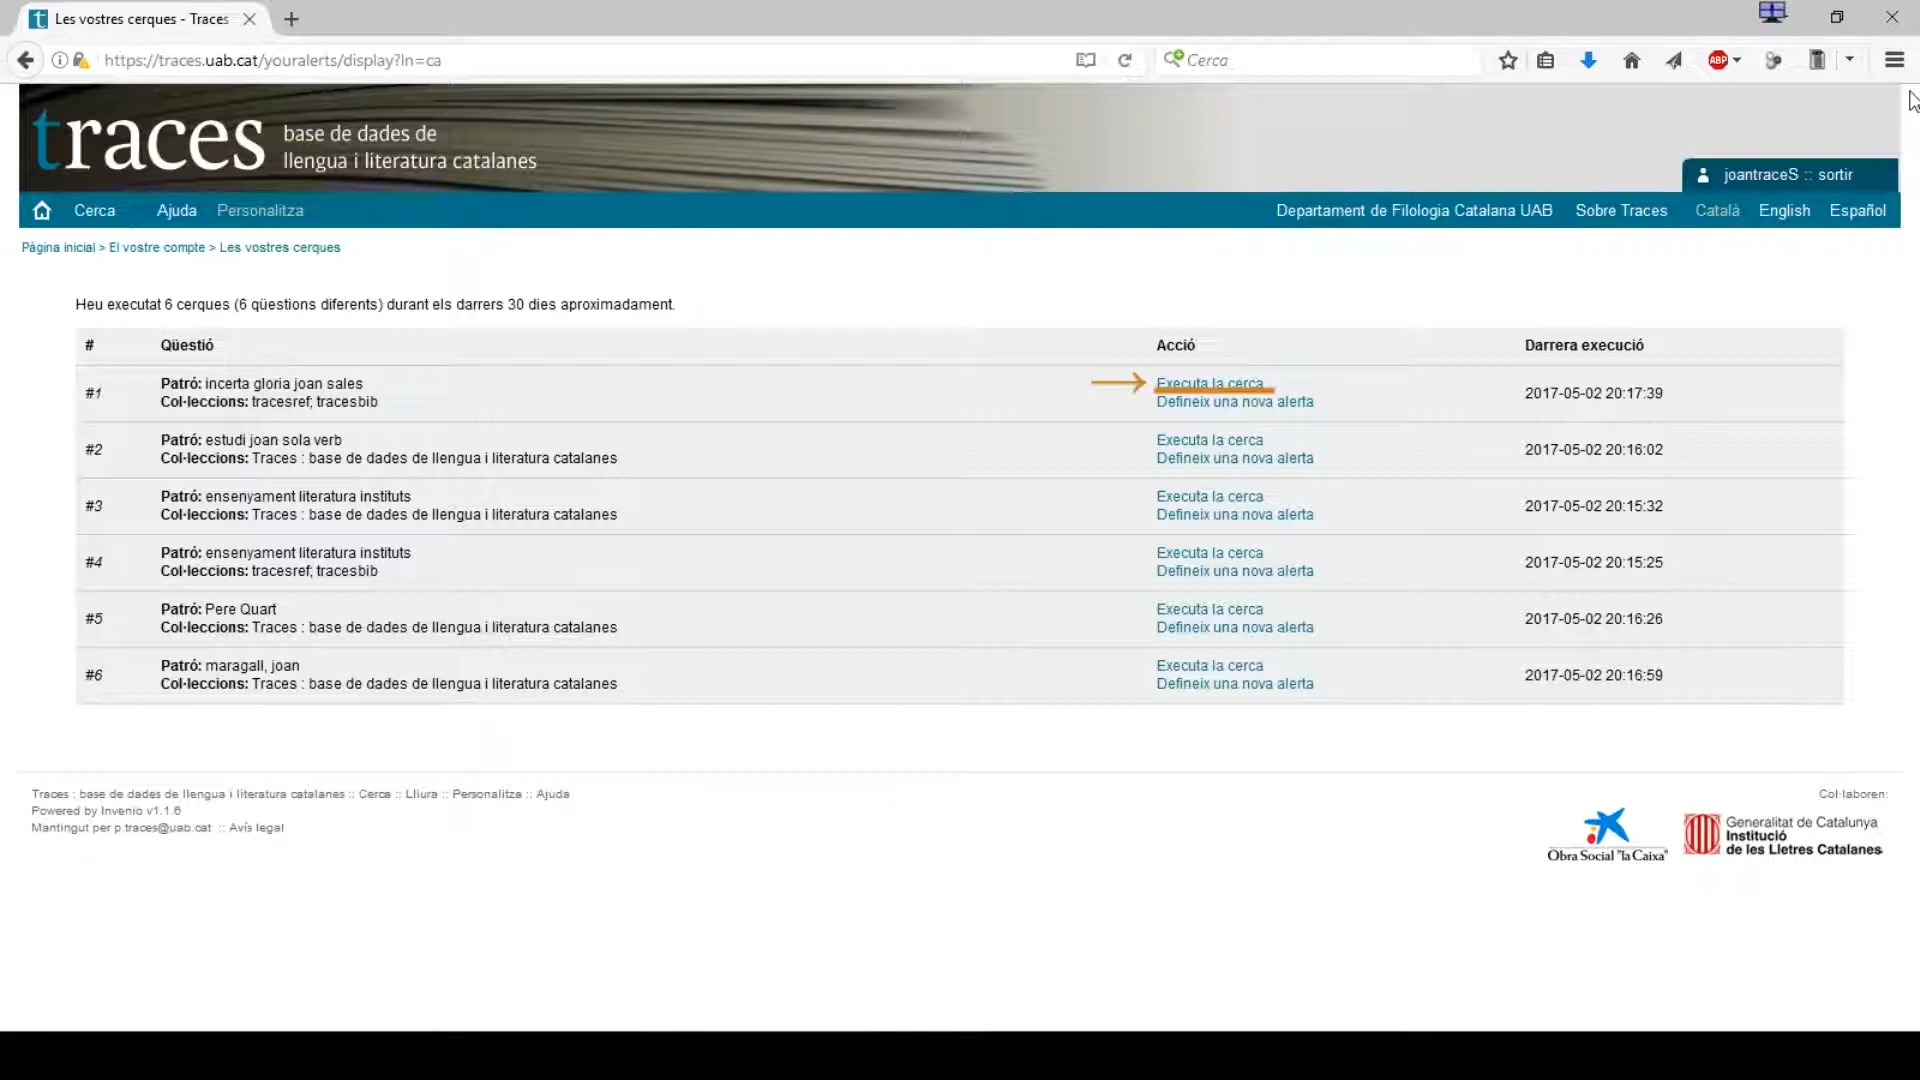 Les vostres cerques - Traces
https://traces.uab.cat/youralerts/display?ln=ca
Cerca
ABP
traces
base de dades de
llengua i literatura catalanes
joantraceS :: sortir
Cerca Ajuda Personalitza Departament de Filologia Catalana UAB Sobre Traces Català English Español
Pàgina inicial > El vostre compte > Les vostres cerques
Heu executat 6 cerques (6 qüestions diferents) durant els darrers 30 dies aproximadament.
# Qüestió Acció Darrera execució
#1 Patró: incerta gloria joan sales Executa la cerca 2017-05-02 20:17:39
Col·leccions: tracesref; tracesbib Defineix una nova alerta
#2 Patró: estudi joan sola verb Executa la cerca 2017-05-02 20:16:02
Col·leccions: Traces : base de dades de llengua i literatura catalanes Defineix una nova alerta
#3 Patró: ensenyament literatura instituts Executa la cerca 2017-05-02 20:15:32
Col·leccions: Traces : base de dades de llengua i literatura catalanes Defineix una nova alerta
#4 Patró: ensenyament literatura instituts Executa la cerca 2017-05-02 20:15:25
Col·leccions: tracesref; tracesbib Defineix una nova alerta
#5 Patró: Pere Quart Executa la cerca 2017-05-02 20:16:26
Col·leccions: Traces : base de dades de llengua i literatura catalanes Defineix una nova alerta
#6 Patró: maragall, joan Executa la cerca 2017-05-02 20:16:59
Col·leccions: Traces : base de dades de llengua i literatura catalanes Defineix una nova alerta
Traces : base de dades de llengua i literatura catalanes :: Cerca :: Lliura :: Personalitza :: Ajuda
Powered by Invenio v1.1.6
Mantingut per p.traces@uab.cat :: Avís legal
Col·laboren:
Obra Social "la Caixa"
Generalitat de Catalunya
Institució
de les Lletres Catalanes